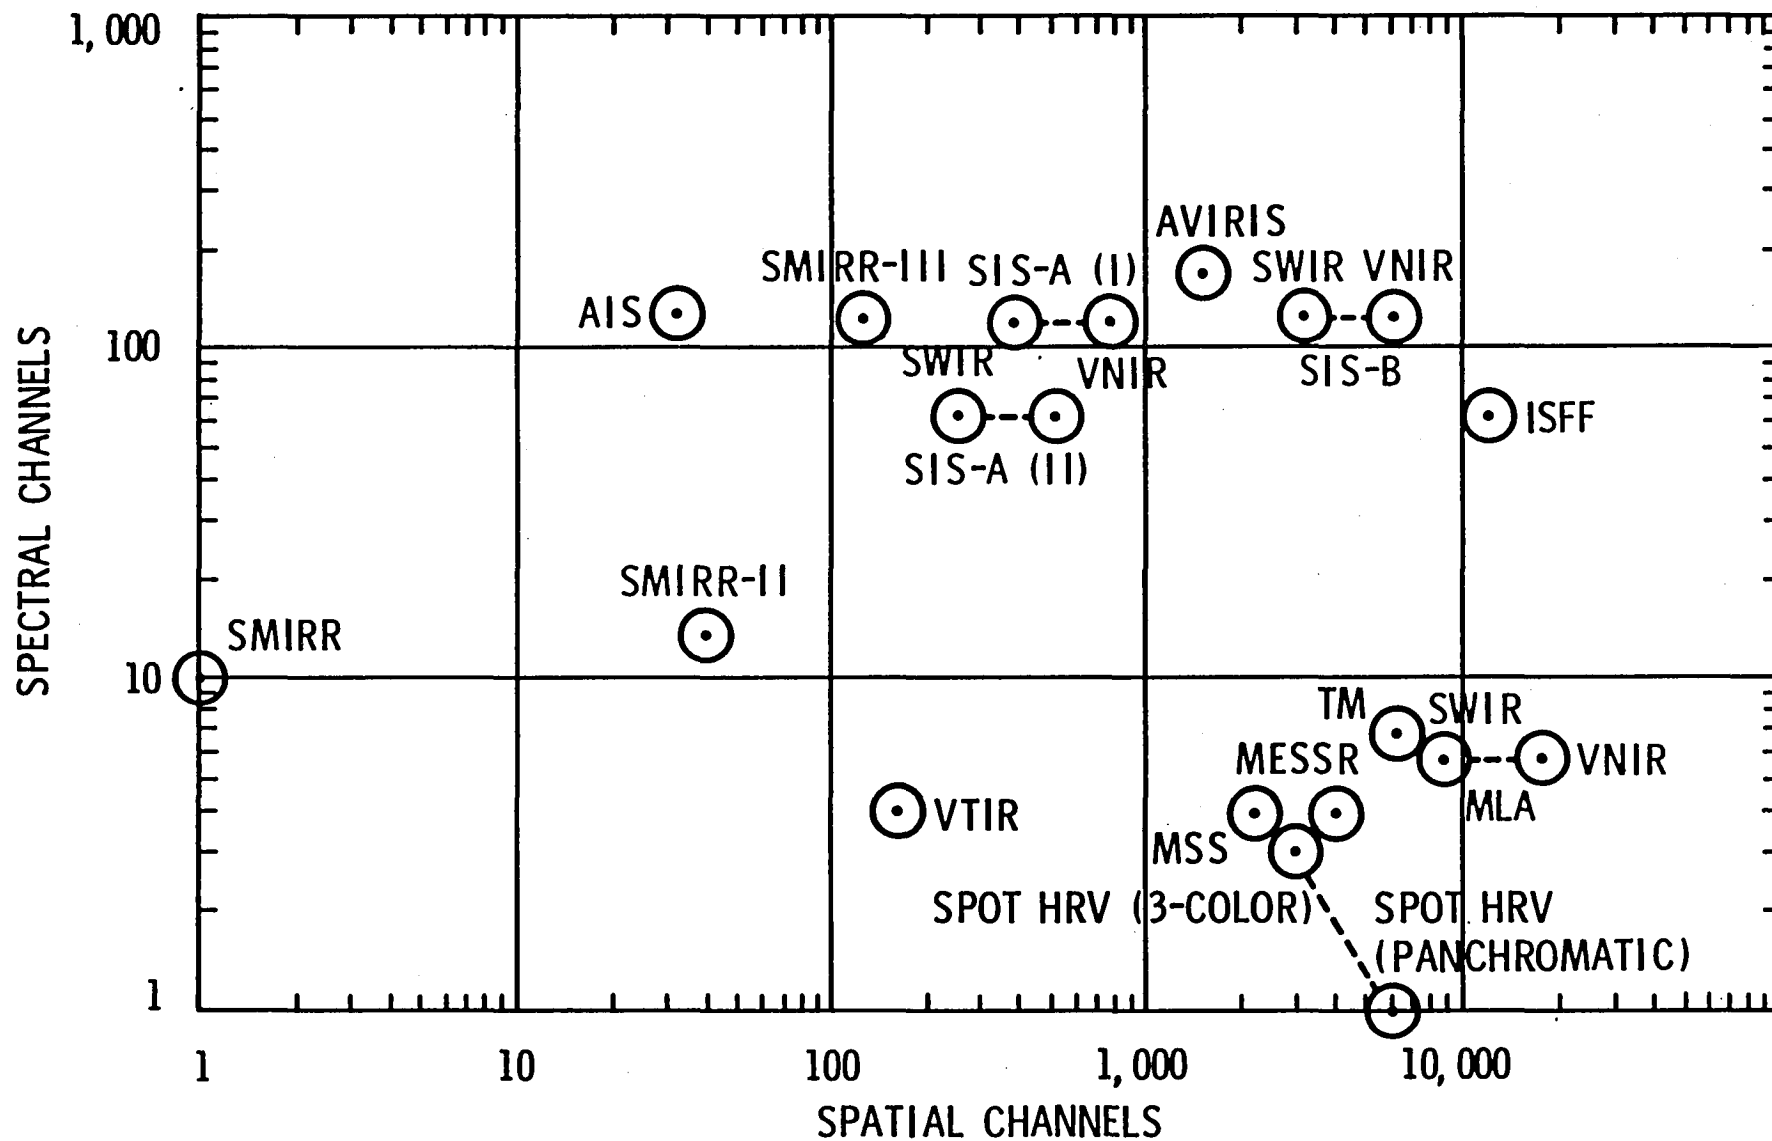 1,000
AVIRIS
SMIRR-III SIS-A (I) SWIR VNIR
AIS
100
SWIR VNIR SIS-B
ISFF
SIS-A (II)
SPECTRAL CHANNELS
SMIRR-II
SMIRR
10
TM SWIR
MESSR VNIR
VTIR MLA
MSS
SPOT HRV (3-COLOR) SPOT HRV
(PANCHROMATIC)
1
1 10 100 1,000 10,000
SPATIAL CHANNELS